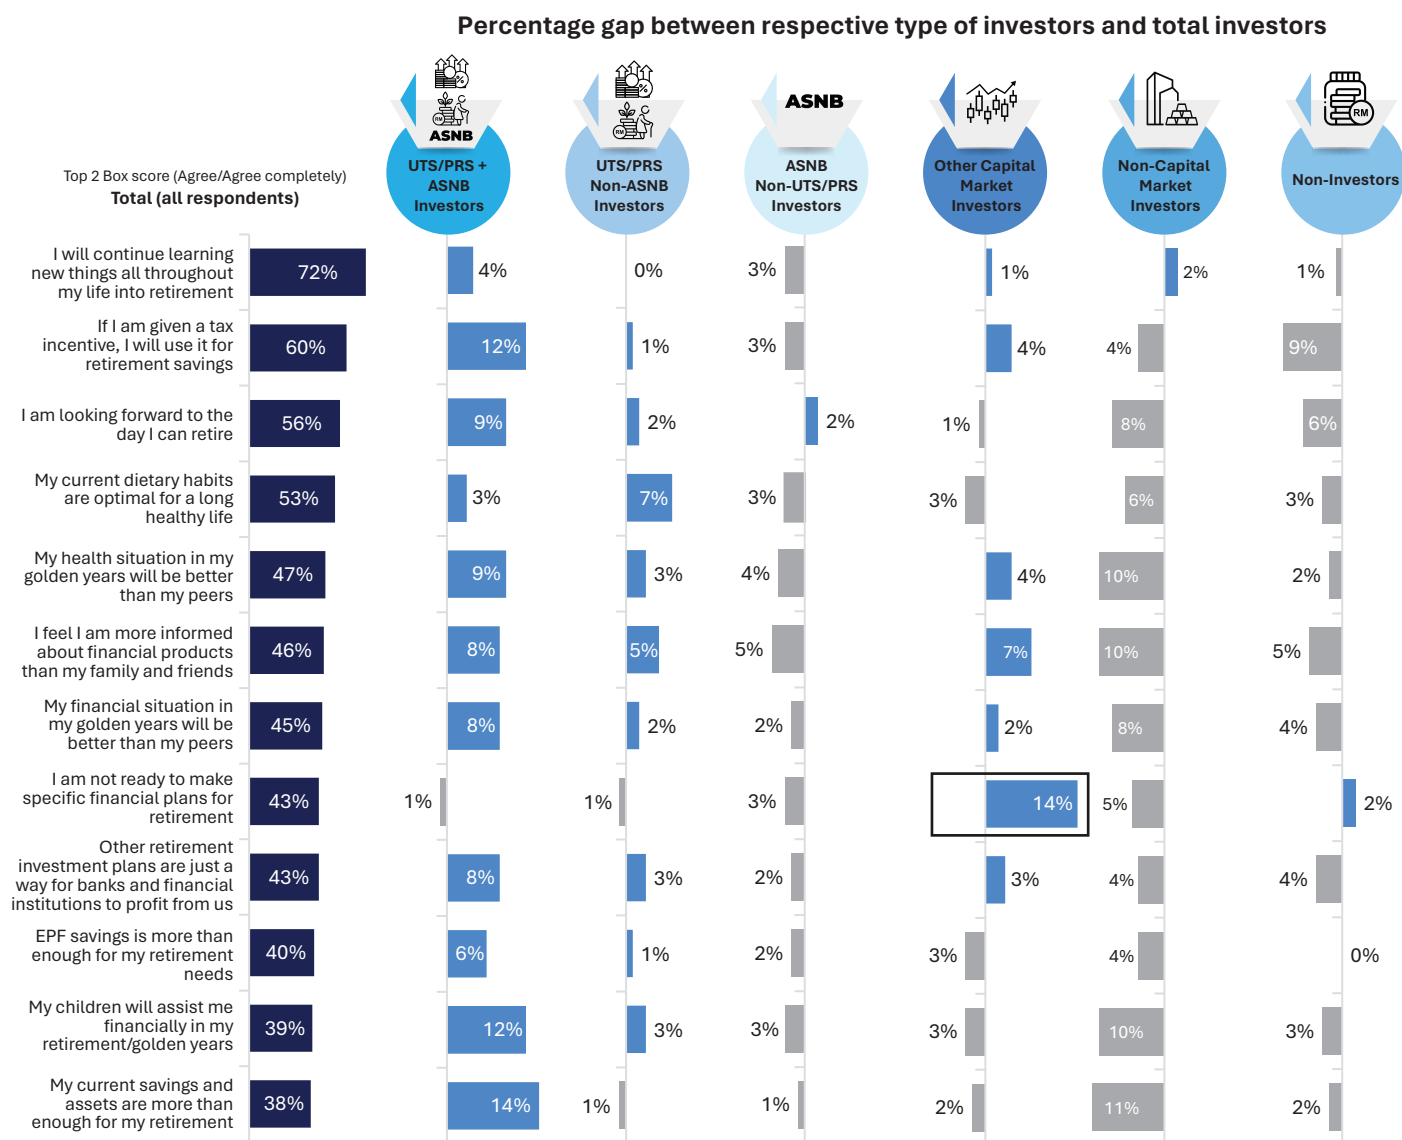 Percentage gap between respective type of investors and total investors
%
RM
ASNB
%
RM
ASNB
RM
Top 2 Box score (Agree/Agree completely)
Total (all respondents)
UTS/PRS +
ASNB
Investors
UTS/PRS
Non-ASNB
Investors
ASNB
Non-UTS/PRS
Investors
Other Capital
Market
Investors
Non-Capital
Market
Investors
Non-Investors
I will continue learning
new things all throughout
my life into retirement
72%
4%
0%
3%
1%
2%
1%
If I am given a tax
incentive, I will use it for
retirement savings
60%
12%
1%
3%
4%
4%
9%
I am looking forward to the
day I can retire
56%
9%
2%
2%
1%
8%
6%
My current dietary habits
are optimal for a long
healthy life
53%
3%
7%
3%
3%
6%
3%
My health situation in my
golden years will be better
than my peers
47%
9%
3%
4%
4%
10%
2%
I feel I am more informed
about financial products
than my family and friends
46%
8%
5%
5%
7%
10%
5%
My financial situation in
my golden years will be
better than my peers
45%
8%
2%
2%
2%
8%
4%
I am not ready to make
specific financial plans for
retirement
43%
1%
1%
3%
14%
5%
2%
Other retirement
investment plans are just a
way for banks and financial
institutions to profit from us
43%
8%
3%
2%
3%
4%
4%
EPF savings is more than
enough for my retirement
needs
40%
6%
1%
2%
3%
4%
0%
My children will assist me
financially in my
retirement/golden years
39%
12%
3%
3%
3%
10%
3%
My current savings and
assets are more than
enough for my retirement
38%
14%
1%
1%
2%
11%
2%